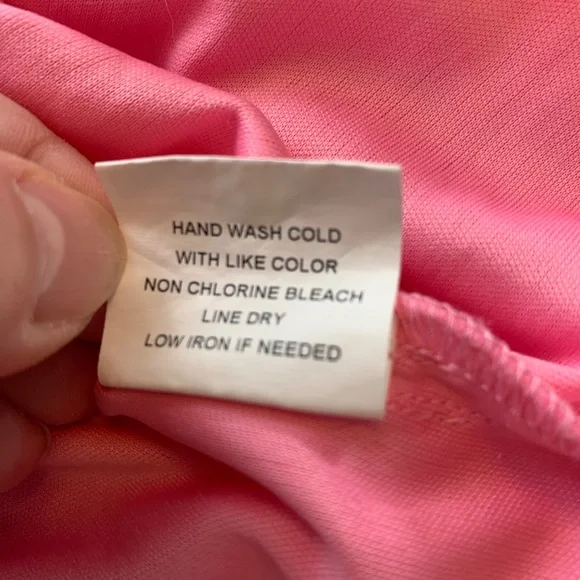 HAND WASH COLD
WITH LIKE COLOR
NON CHLORINE BLEACH
LINE DRY
LOW IRON IF NEEDED